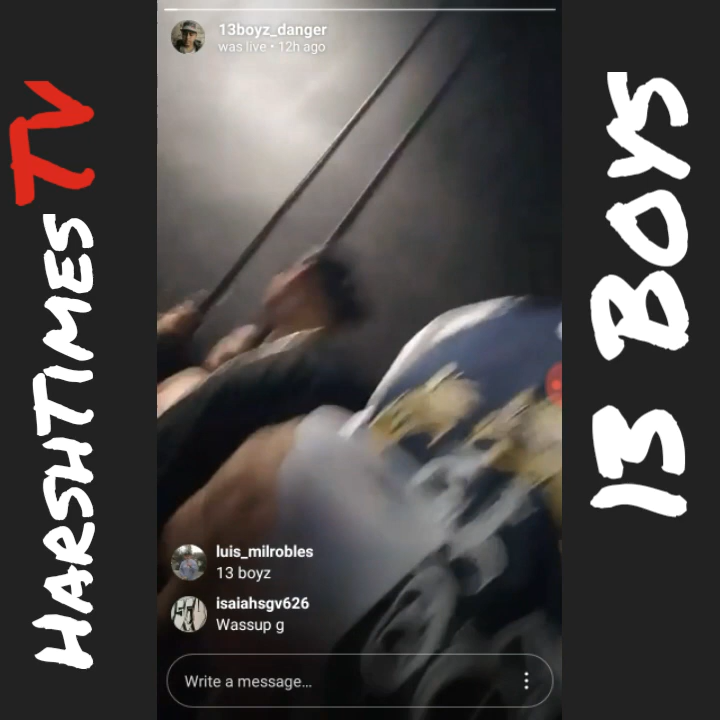 HARSHTIMESTV
13boyz_danger
was live • 12h ago
luis_milrobles
13 boyz
isaiahsgv626
Wassup g
Write a message...
13 BOYS